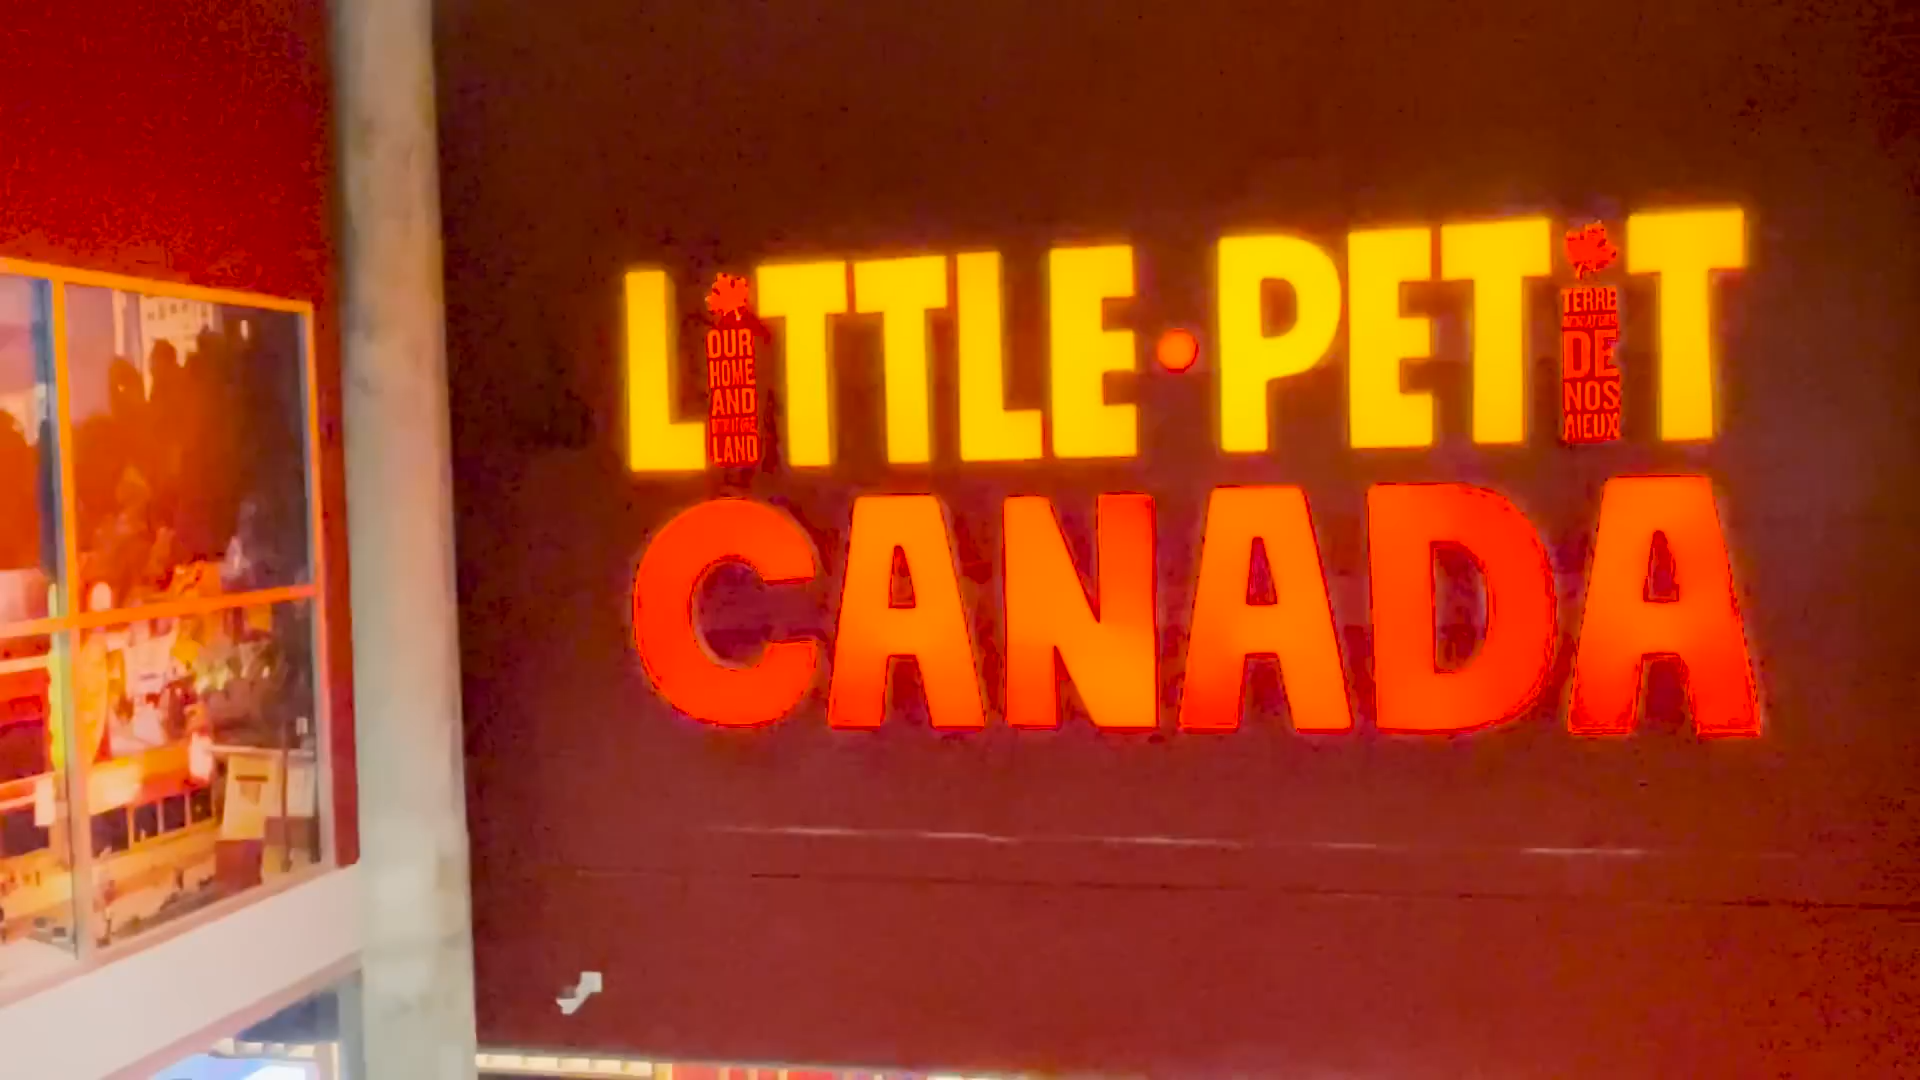 LiTTLE·PETiT
CANADA
OUR
HOME
AND
LAND
TERRE
DE
NOS
AIEUX